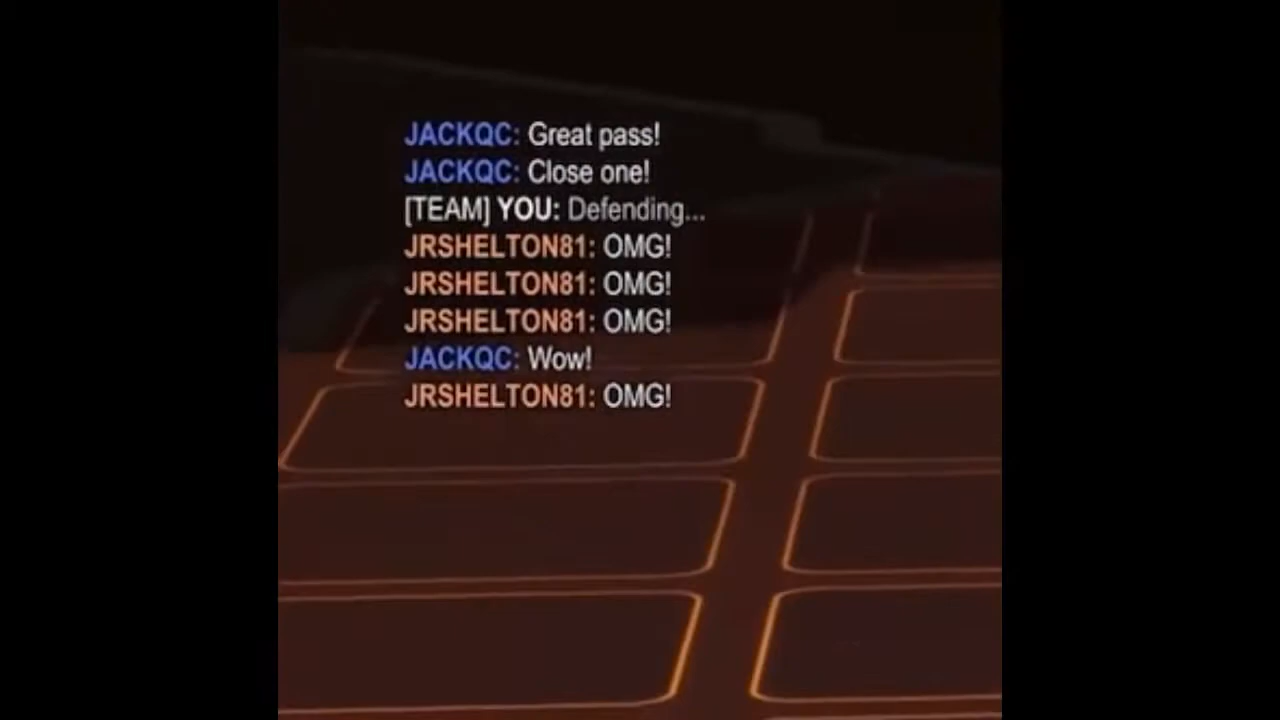 JACKQC: Great pass!
JACKQC: Close one!
[TEAM] YOU: Defending...
JRSHELTON81: OMG!
JRSHELTON81: OMG!
JRSHELTON81: OMG!
JACKQC: Wow!
JRSHELTON81: OMG!